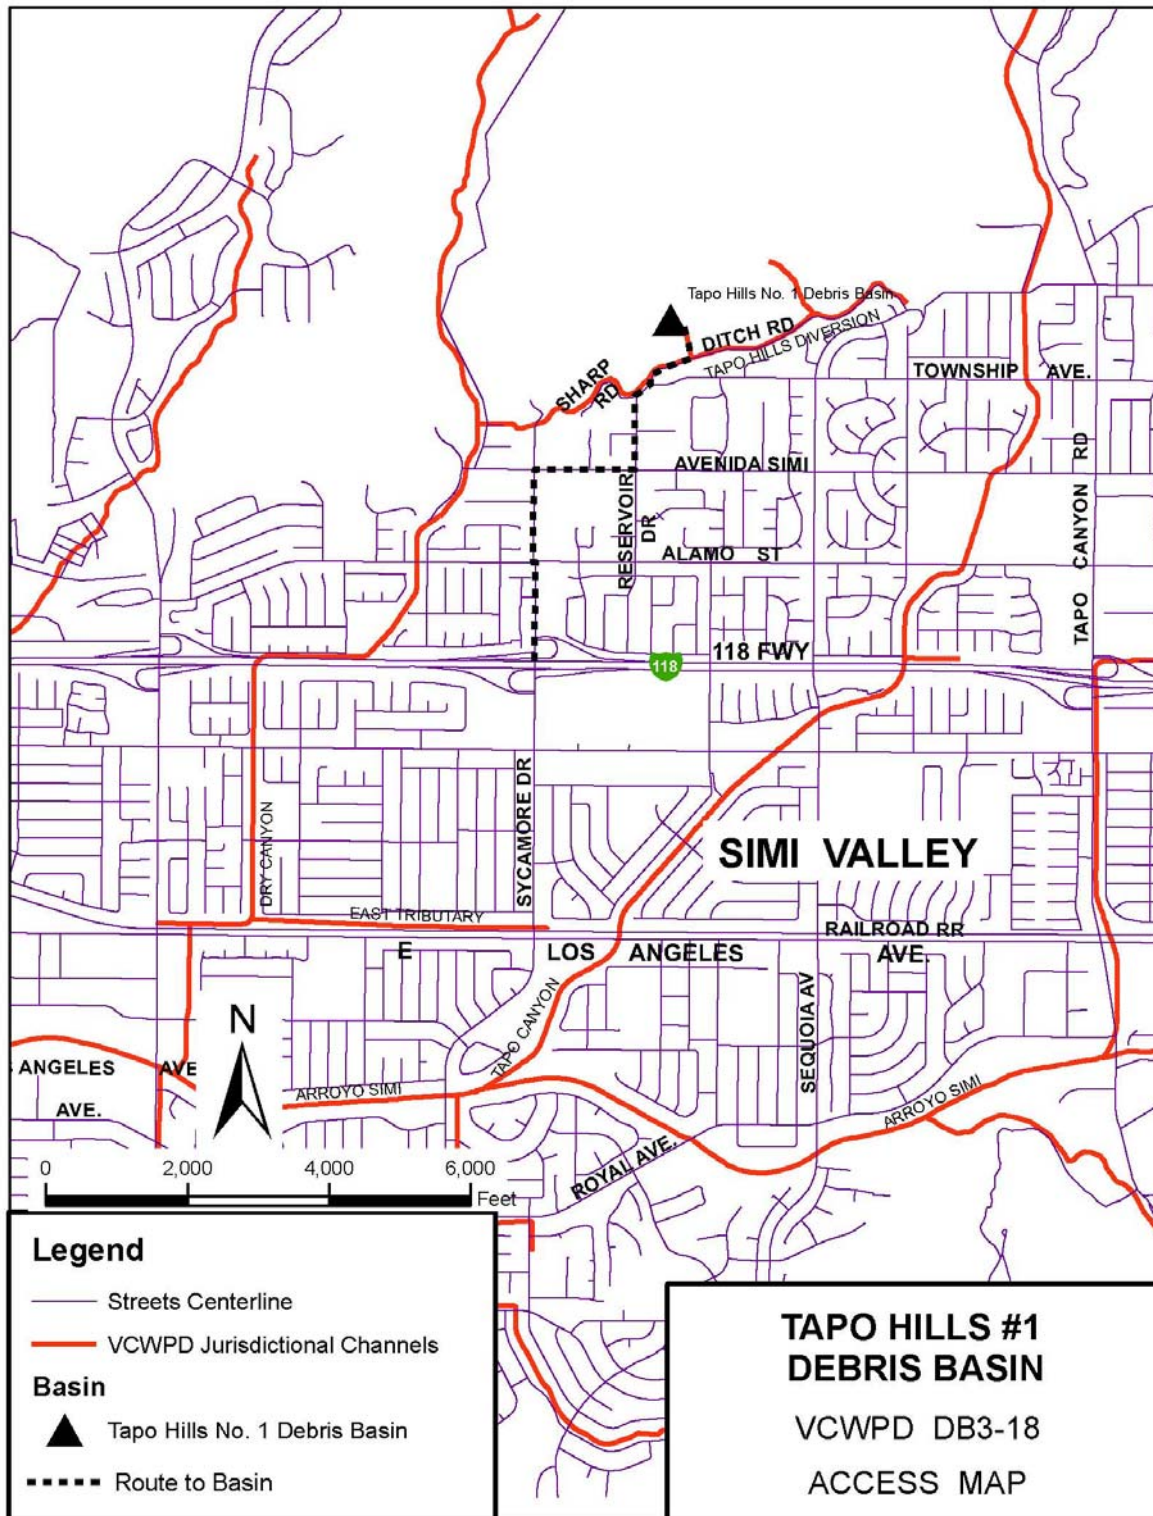 Tapo Hills No. 1 Debris Basin
DITCH RD
TAPO HILLS DIVERSION
SHARP
RD
TOWNSHIP AVE.
AVENIDA SIMI
RESERVOIR
DR
ALAMO ST
TAPO CANYON RD
118 FWY
118
SYCAMORE DR
DRY CANYON
SIMI VALLEY
EAST TRIBUTARY
RAILROAD RR
E LOS ANGELES AVE.
TAPO CANYON
SEQUOIA AV
N
ANGELES AVE
AVE.
ARROYO SIMI
ARROYO SIMI
ROYAL AVE.
0 2,000 4,000 6,000
Feet
Legend
Streets Centerline
VCWPD Jurisdictional Channels
Basin
Tapo Hills No. 1 Debris Basin
Route to Basin
TAPO HILLS #1
DEBRIS BASIN
VCWPD DB3-18
ACCESS MAP